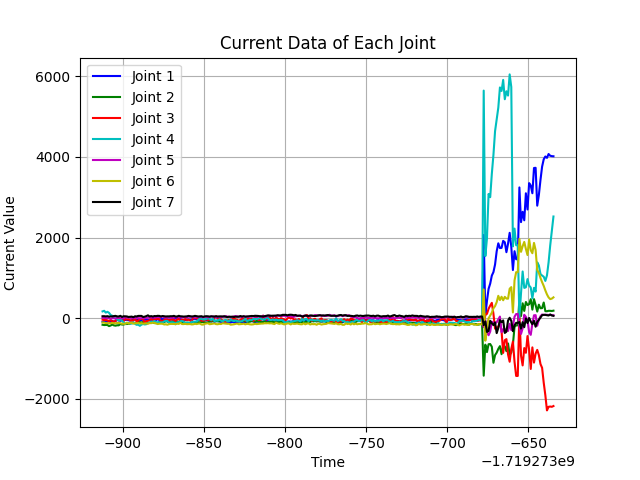 Current Data of Each Joint
Joint 1
Joint 2
Joint 3
Joint 4
Joint 5
Joint 6
Joint 7
6000
4000
2000
0
−2000
Current Value
−900
−850
−800
−750
−700
−650
Time
−1.719273e9